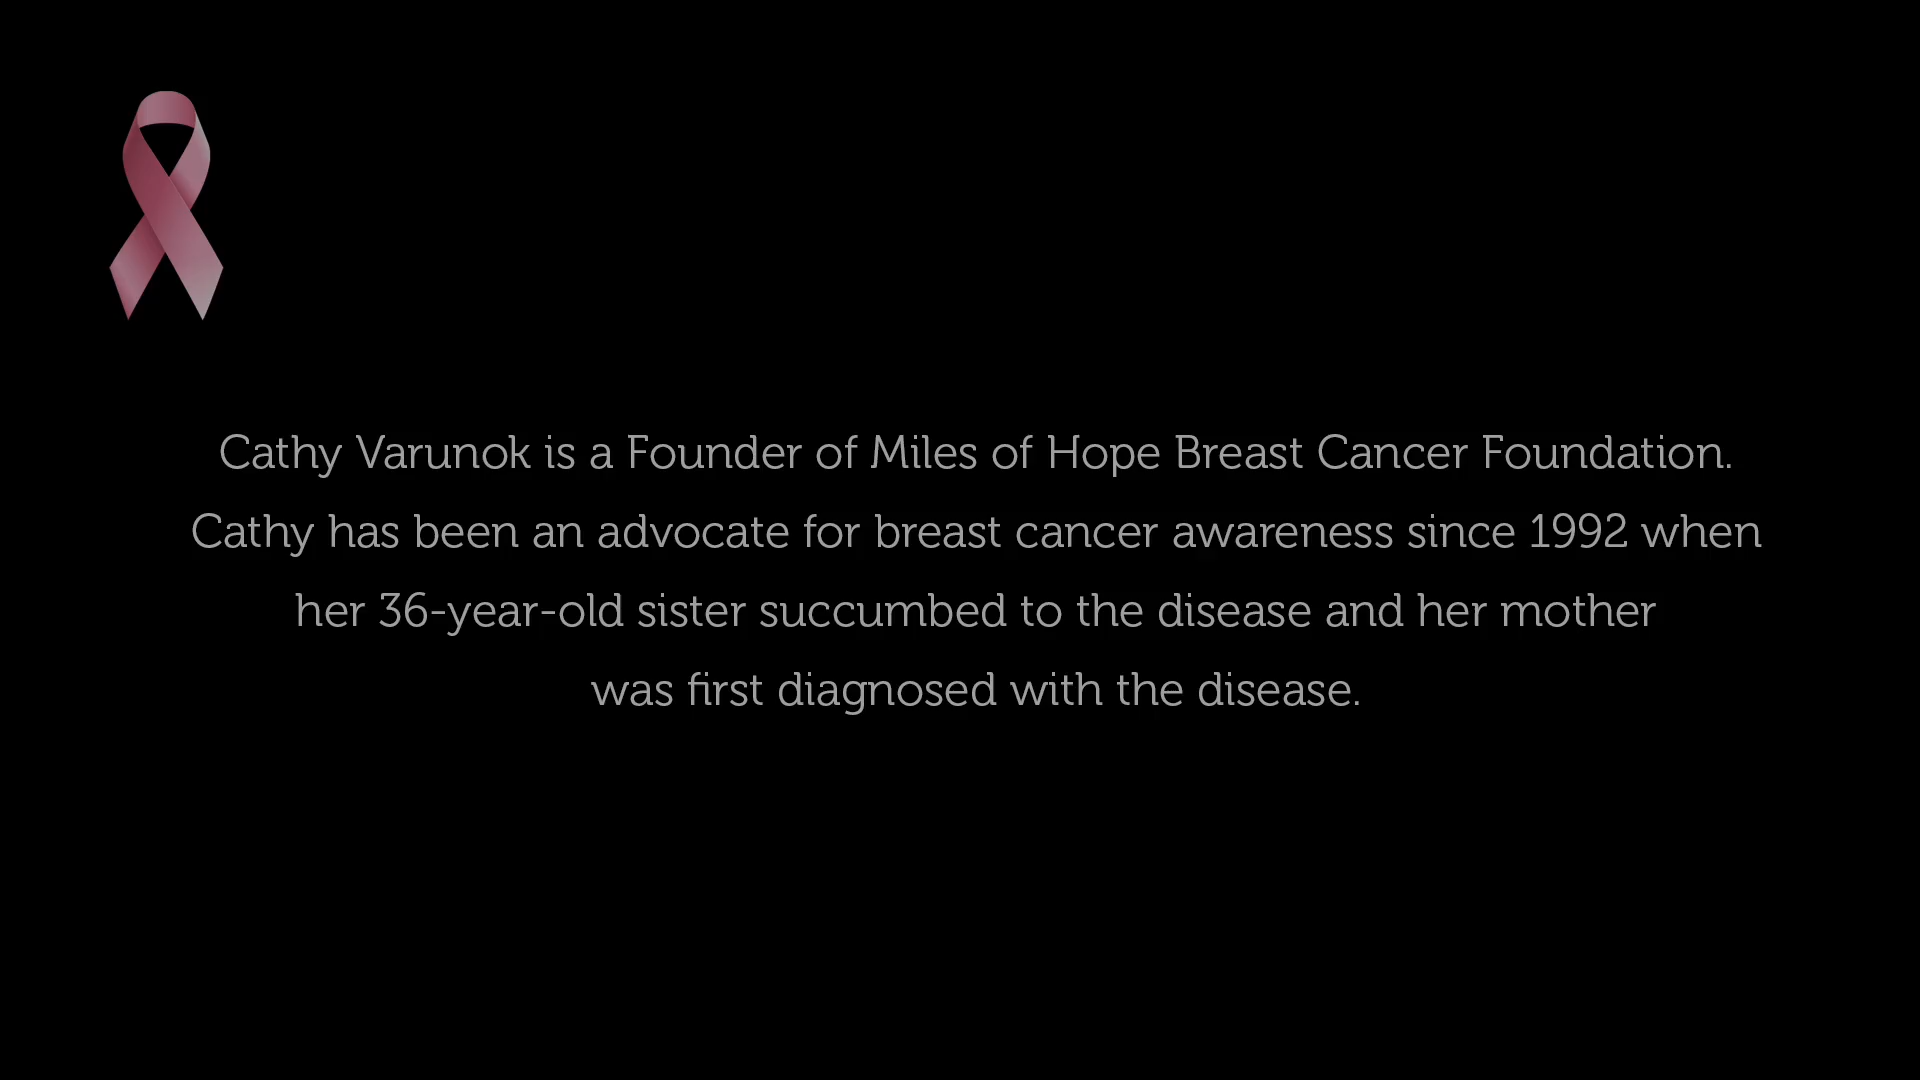 Cathy Varunok is a Founder of Miles of Hope Breast Cancer Foundation.
Cathy has been an advocate for breast cancer awareness since 1992 when
her 36-year-old sister succumbed to the disease and her mother
was first diagnosed with the disease.